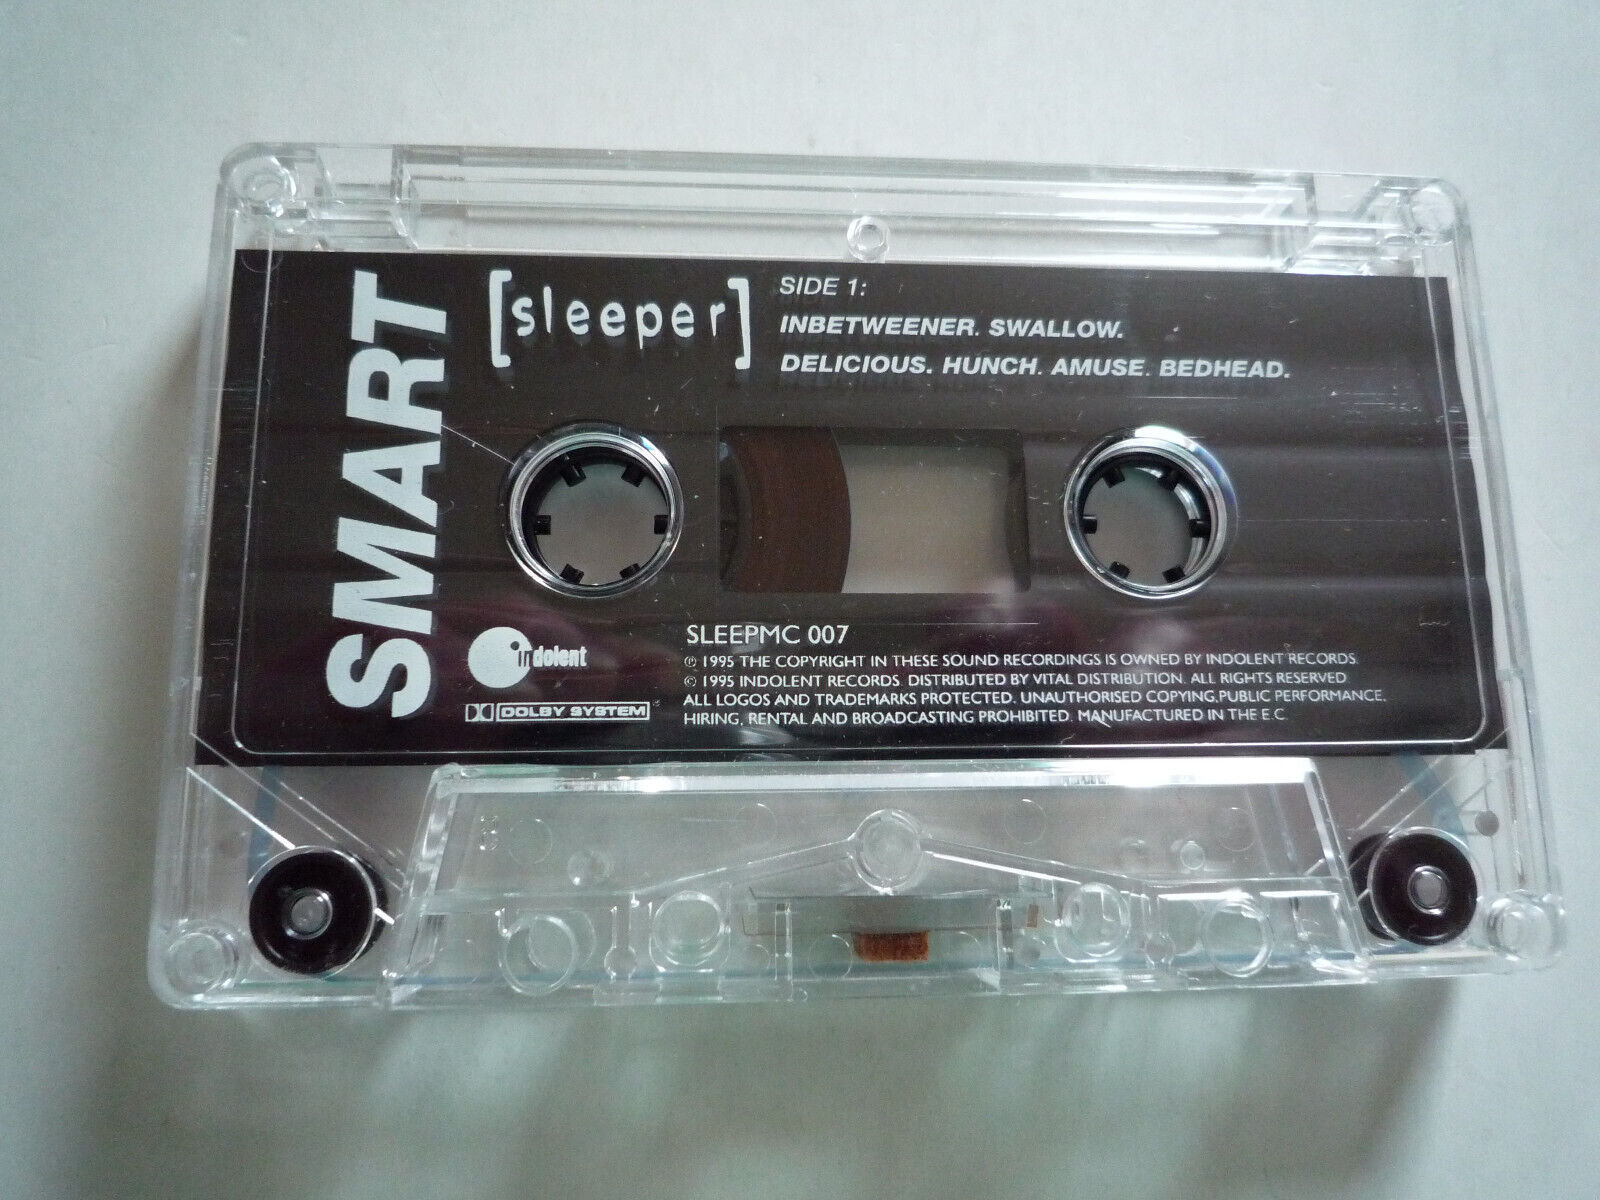 SMART
[sleeper]
SIDE 1:
INBETWEENER. SWALLOW.
DELICIOUS. HUNCH. AMUSE. BEDHEAD.
indolent
DOLBY SYSTEM
SLEEPMC 007
℗ 1995 THE COPYRIGHT IN THESE SOUND RECORDINGS IS OWNED BY INDOLENT RECORDS.
© 1995 INDOLENT RECORDS. DISTRIBUTED BY VITAL DISTRIBUTION. ALL RIGHTS RESERVED
ALL LOGOS AND TRADEMARKS PROTECTED. UNAUTHORISED COPYING, PUBLIC PERFORMANCE,
HIRING, RENTAL AND BROADCASTING PROHIBITED. MANUFACTURED IN THE E.C.